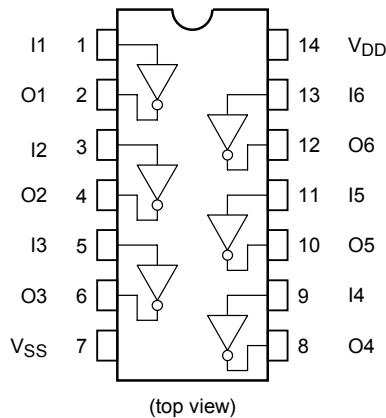 I1 1 14 VDD
O1 2 13 I6
I2 3 12 O6
O2 4 11 I5
I3 5 10 O5
O3 6 9 I4
VSS 7 8 O4
(top view)